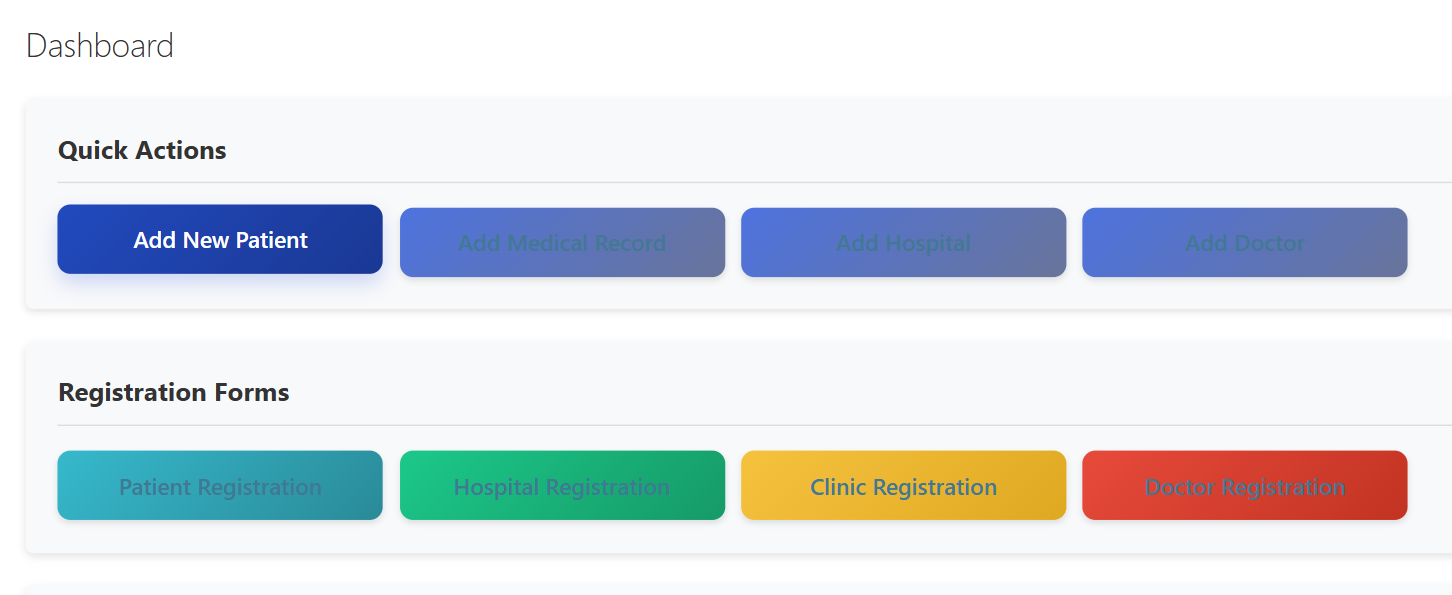 Dashboard
Quick Actions
Add New Patient
Add Medical Record
Add Hospital
Add Doctor
Registration Forms
Patient Registration
Hospital Registration
Clinic Registration
Doctor Registration